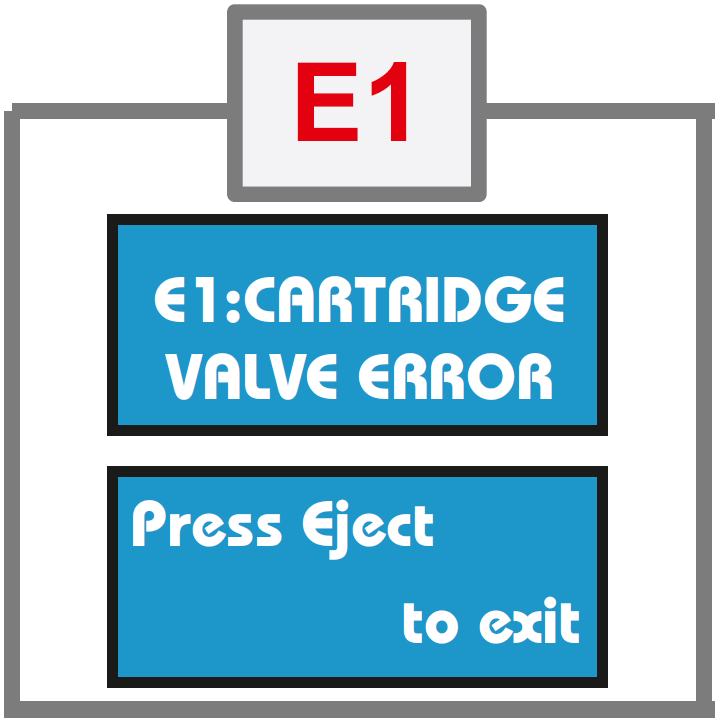 E1
E1:CARTRIDGE
VALVE ERROR
Press Eject
to exit